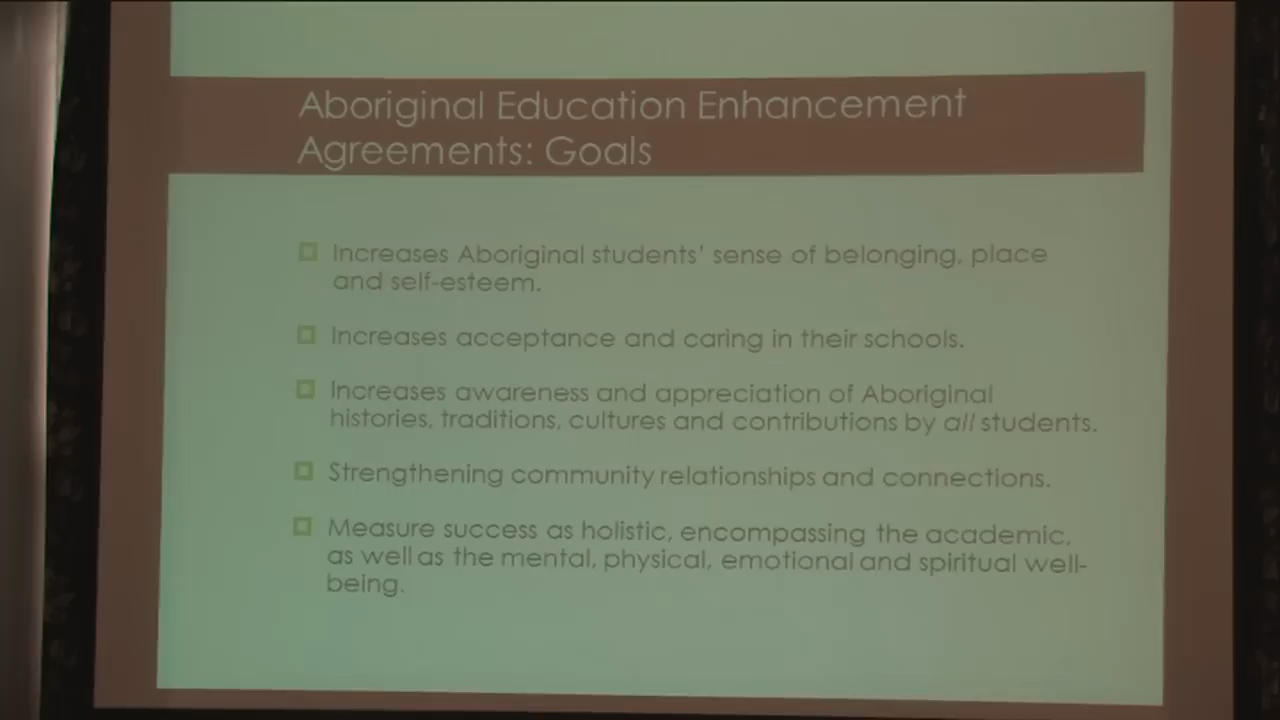 Aboriginal Education Enhancement
Agreements: Goals
Increases Aboriginal students' sense of belonging, place
and self-esteem.
Increases acceptance and caring in their schools.
Increases awareness and appreciation of Aboriginal
histories, traditions, cultures and contributions by all students.
Strengthening community relationships and connections.
Measure success as holistic, encompassing the academic,
as well as the mental, physical, emotional and spiritual well-
being.